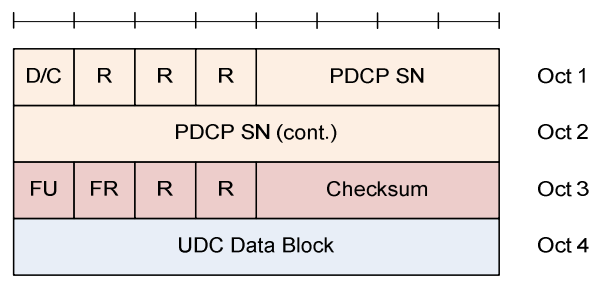 D/C R R R PDCP SN Oct 1
PDCP SN (cont.) Oct 2
FU FR R R Checksum Oct 3
UDC Data Block Oct 4